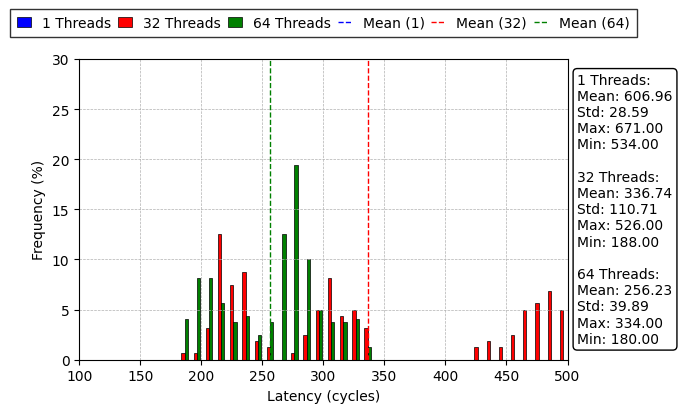 1 Threads 32 Threads 64 Threads Mean (1) Mean (32) Mean (64)
30
25
20
15
10
5
0
Frequency (%)
100 150 200 250 300 350 400 450 500
Latency (cycles)
1 Threads:
Mean: 606.96
Std: 28.59
Max: 671.00
Min: 534.00
32 Threads:
Mean: 336.74
Std: 110.71
Max: 526.00
Min: 188.00
64 Threads:
Mean: 256.23
Std: 39.89
Max: 334.00
Min: 180.00